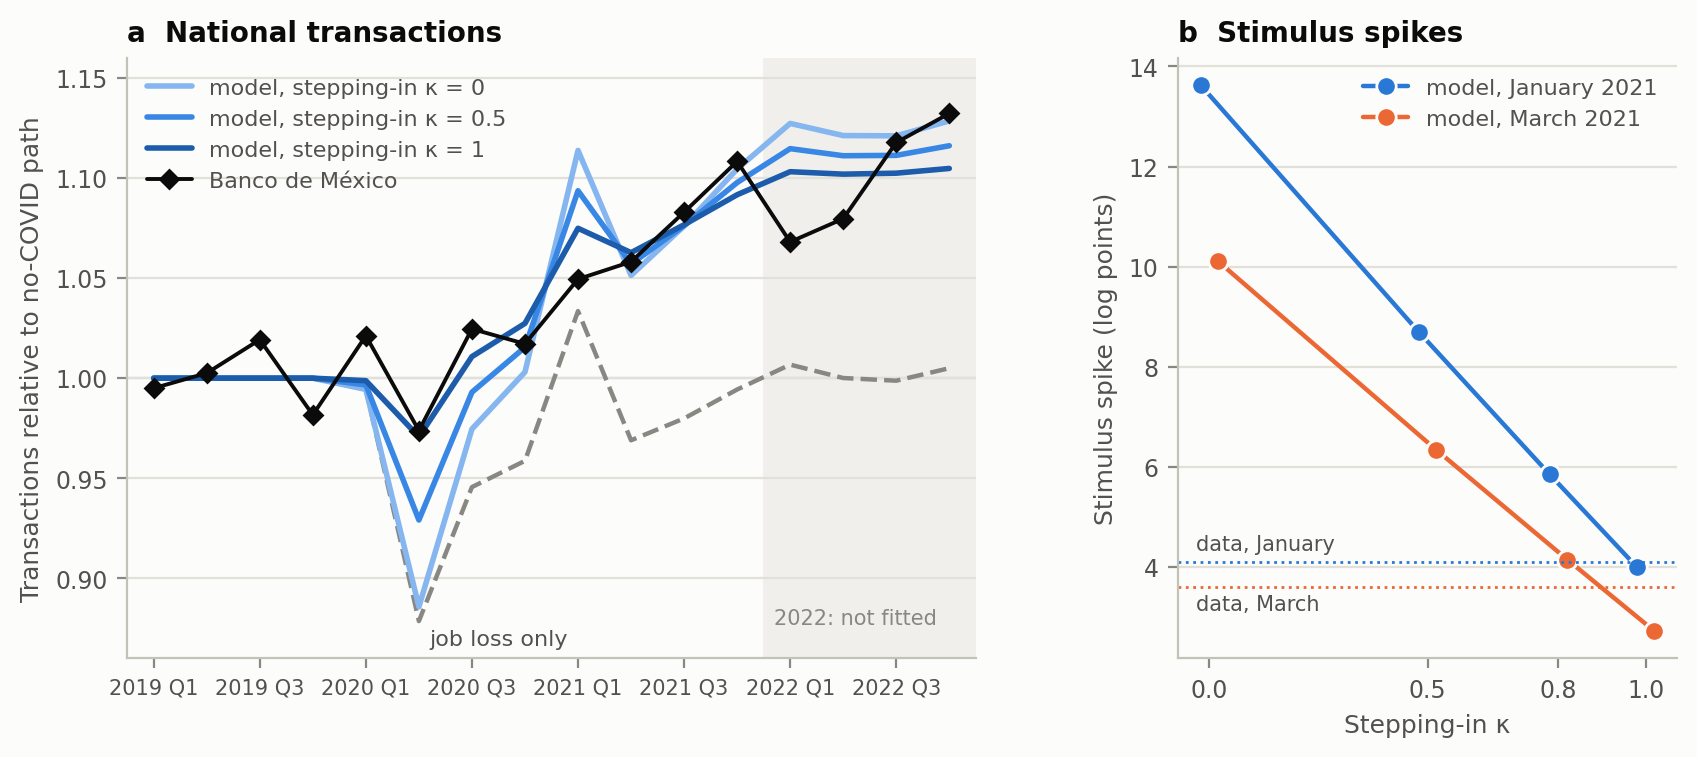 a  National transactions
Transactions relative to no-COVID path
1.15
1.10
1.05
1.00
0.95
0.90
model, stepping-in κ = 0
model, stepping-in κ = 0.5
model, stepping-in κ = 1
Banco de México
job loss only
2022: not fitted
2019 Q1 2019 Q3 2020 Q1 2020 Q3 2021 Q1 2021 Q3 2022 Q1 2022 Q3
b  Stimulus spikes
Stimulus spike (log points)
14
12
10
8
6
4
model, January 2021
model, March 2021
data, January
data, March
0.0 0.5 0.8 1.0
Stepping-in κ